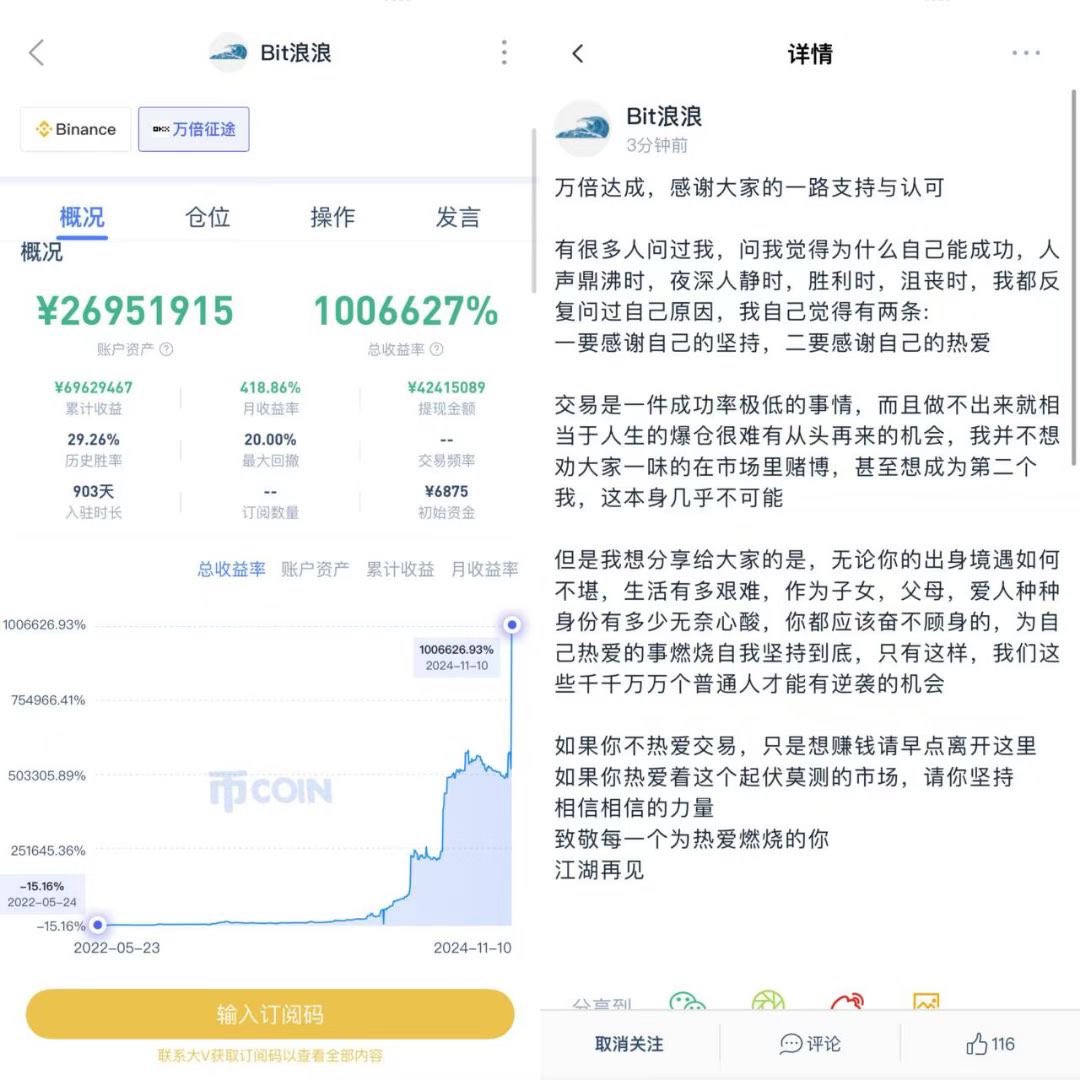 Bit浪浪
Binance
OKX 万倍征途
概况
仓位
操作
发言
概况
¥26951915
1006627%
账户资产
总收益率
¥69629467
418.86%
¥42415089
累计收益
月收益率
提现金额
29.26%
20.00%
--
历史胜率
最大回撤
交易频率
903天
--
¥6875
入驻时长
订阅数量
初始资金
总收益率
账户资产
累计收益
月收益率
1006626.93%
1006626.93%
2024-11-10
754966.41%
503305.89%
币COIN
251645.36%
-15.16%
2022-05-24
-15.16%
2022-05-23
2024-11-10
输入订阅码
联系大V获取订阅码以查看全部内容
详情
Bit浪浪
3分钟前
万倍达成，感谢大家的一路支持与认可
有很多人问过我，问我觉得为什么自己能成功，人
声鼎沸时，夜深人静时，胜利时，沮丧时，我都反
复问过自己原因，我自己觉得有两条:
一要感谢自己的坚持，二要感谢自己的热爱
交易是一件成功率极低的事情，而且做不出来就相
当于人生的爆仓很难有从头再来的机会，我并不想
劝大家一味的在市场里赌博，甚至想成为第二个
我，这本身几乎不可能
但是我想分享给大家的是，无论你的出身境遇如何
不堪，生活有多艰难，作为子女，父母，爱人种种
身份有多少无奈心酸，你都应该奋不顾身的，为自
己热爱的事燃烧自我坚持到底，只有这样，我们这
些千千万万个普通人才能有逆袭的机会
如果你不热爱交易，只是想赚钱请早点离开这里
如果你热爱着这个起伏莫测的市场，请你坚持
相信相信的力量
致敬每一个为热爱燃烧的你
江湖再见
分享到
取消关注
评论
116